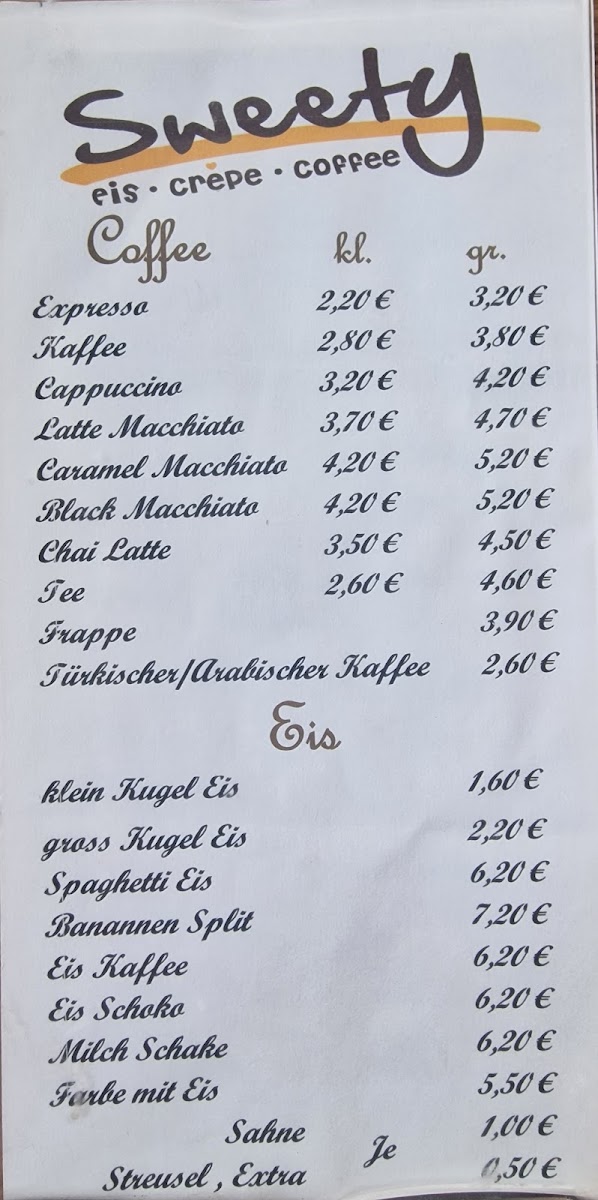 Sweety
eis · crêpe · coffee
Coffee kl. gr.
Expresso 2,20 € 3,20 €
Kaffee 2,80 € 3,80 €
Cappuccino 3,20 € 4,20 €
Latte Macchiato 3,70 € 4,70 €
Caramel Macchiato 4,20 € 5,20 €
Black Macchiato 4,20 € 5,20 €
Chai Latte 3,50 € 4,50 €
Tee 2,60 € 4,60 €
Frappe 3,90 €
Türkischer/Arabischer Kaffee 2,60 €
Eis
klein Kugel Eis 1,60 €
gross Kugel Eis 2,20 €
Spaghetti Eis 6,20 €
Banannen Split 7,20 €
Eis Kaffee 6,20 €
Eis Schoko 6,20 €
Milch Schake 6,20 €
Farbe mit Eis 5,50 €
Sahne 1,00 €
Je
Streusel , Extra 0,50 €